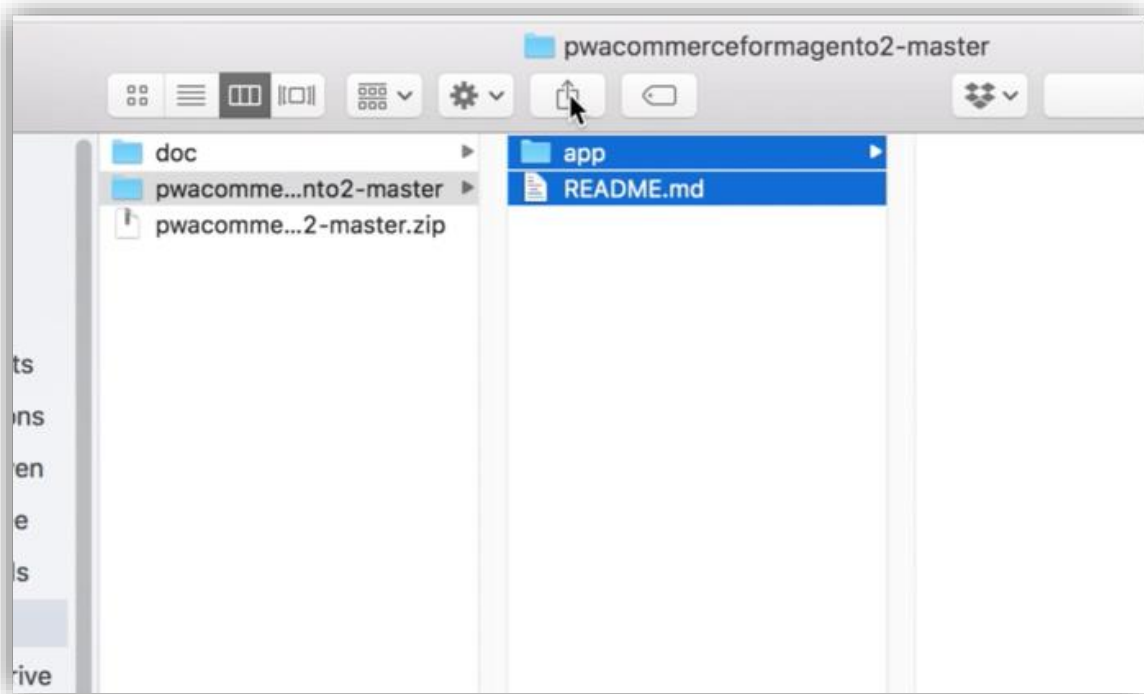 pwacommerceformagento2-master
doc
pwacomme...nto2-master
pwacomme...2-master.zip
app
README.md
ts
ons
en
e
ls
rive